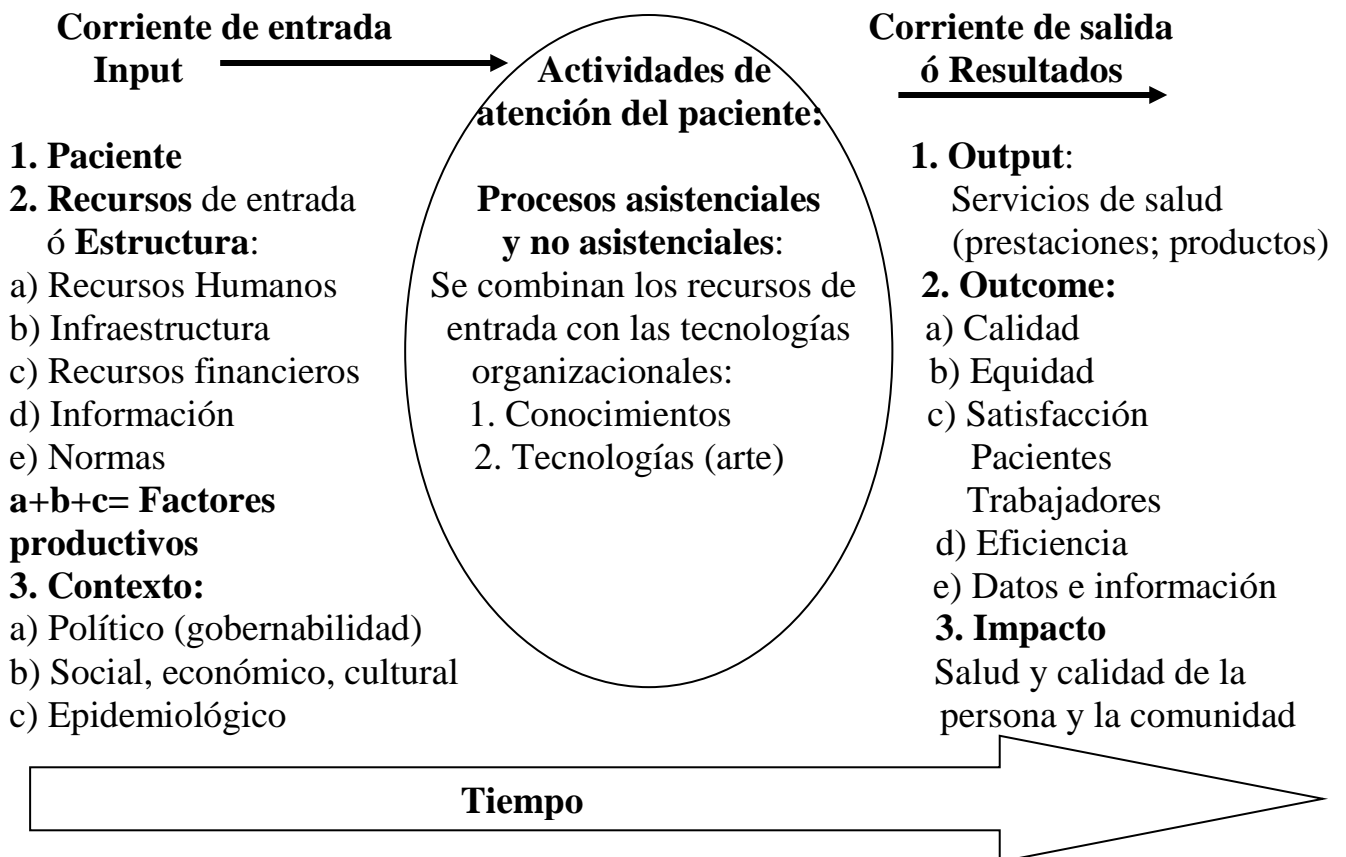 Corriente de entrada
Input
1. Paciente
2. Recursos de entrada
ó Estructura:
a) Recursos Humanos
b) Infraestructura
c) Recursos financieros
d) Información
e) Normas
a+b+c= Factores
productivos
3. Contexto:
a) Político (gobernabilidad)
b) Social, económico, cultural
c) Epidemiológico
Actividades de
atención del paciente:
Procesos asistenciales
y no asistenciales:
Se combinan los recursos de
entrada con las tecnologías
organizacionales:
1. Conocimientos
2. Tecnologías (arte)
Corriente de salida
ó Resultados
1. Output:
Servicios de salud
(prestaciones; productos)
2. Outcome:
a) Calidad
b) Equidad
c) Satisfacción
Pacientes
Trabajadores
d) Eficiencia
e) Datos e información
3. Impacto
Salud y calidad de la
persona y la comunidad
Tiempo